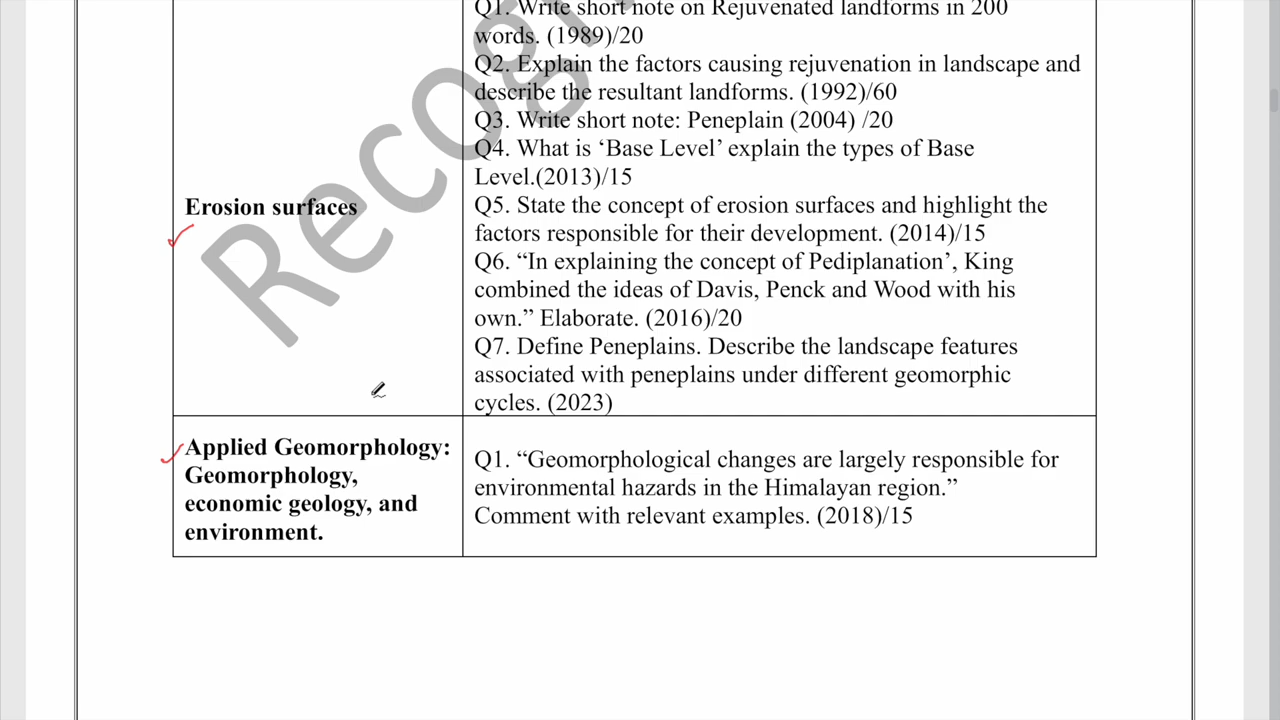 Q1. Write short note on Rejuvenated landforms in 200
words. (1989)/20
Q2. Explain the factors causing rejuvenation in landscape and
describe the resultant landforms. (1992)/60
Q3. Write short note: Peneplain (2004) /20
Q4. What is ‘Base Level’ explain the types of Base
Level.(2013)/15
Erosion surfaces
Q5. State the concept of erosion surfaces and highlight the
factors responsible for their development. (2014)/15
Q6. “In explaining the concept of Pediplanation’, King
combined the ideas of Davis, Penck and Wood with his
own.” Elaborate. (2016)/20
Q7. Define Peneplains. Describe the landscape features
associated with peneplains under different geomorphic
cycles. (2023)
Applied Geomorphology:
Geomorphology,
economic geology, and
environment.
Q1. “Geomorphological changes are largely responsible for
environmental hazards in the Himalayan region.”
Comment with relevant examples. (2018)/15
Recog